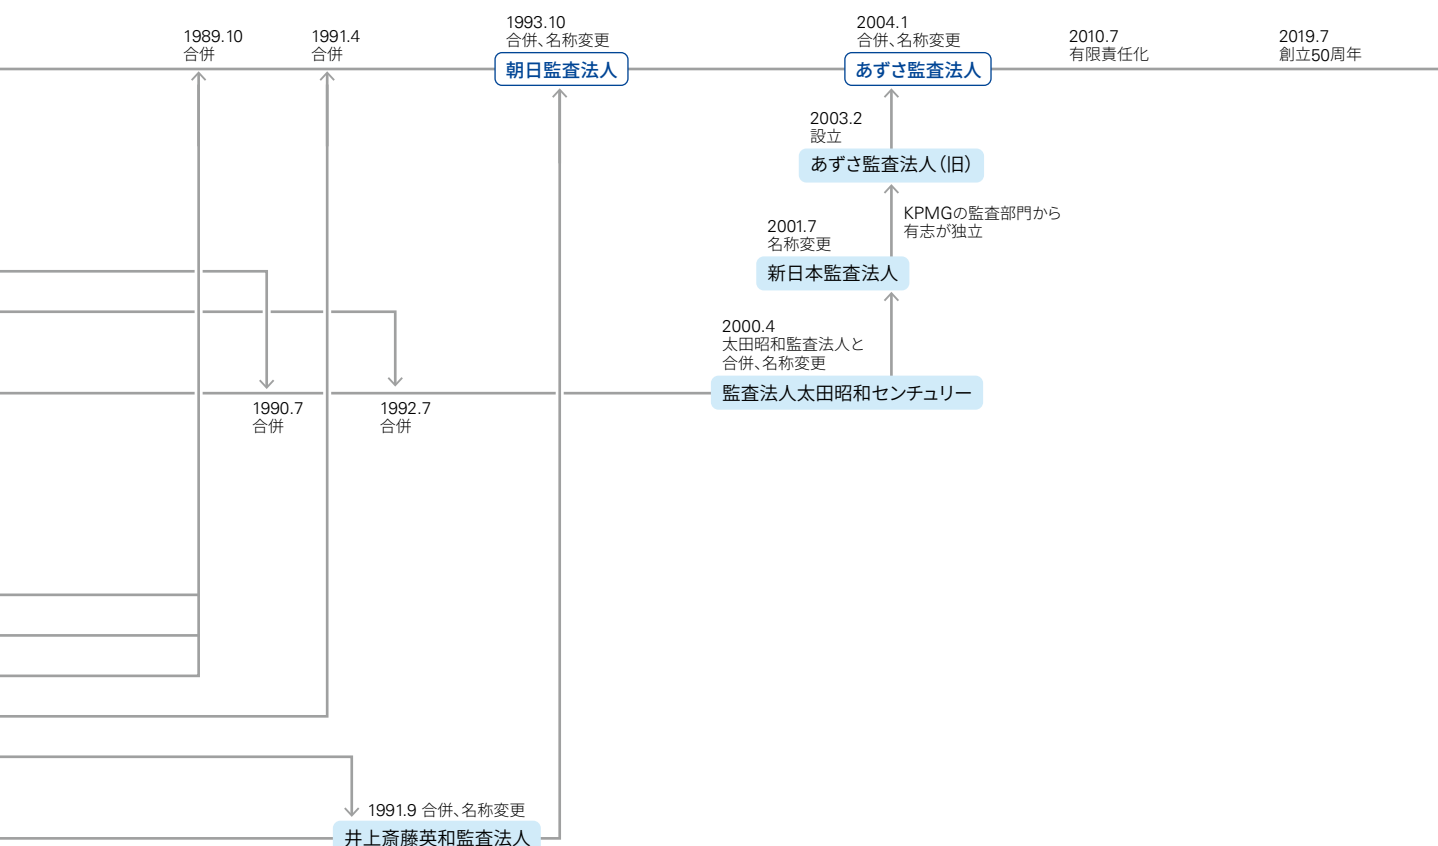 1989.10
合併
1991.4
合併
1993.10
合併、名称変更
朝日監査法人
2004.1
合併、名称変更
あずさ監査法人
2010.7
有限責任化
2019.7
創立50周年
2003.2
設立
あずさ監査法人（旧）
KPMGの監査部門から
有志が独立
2001.7
名称変更
新日本監査法人
2000.4
太田昭和監査法人と
合併、名称変更
監査法人太田昭和センチュリー
1990.7
合併
1992.7
合併
1991.9 合併、名称変更
井上斎藤英和監査法人